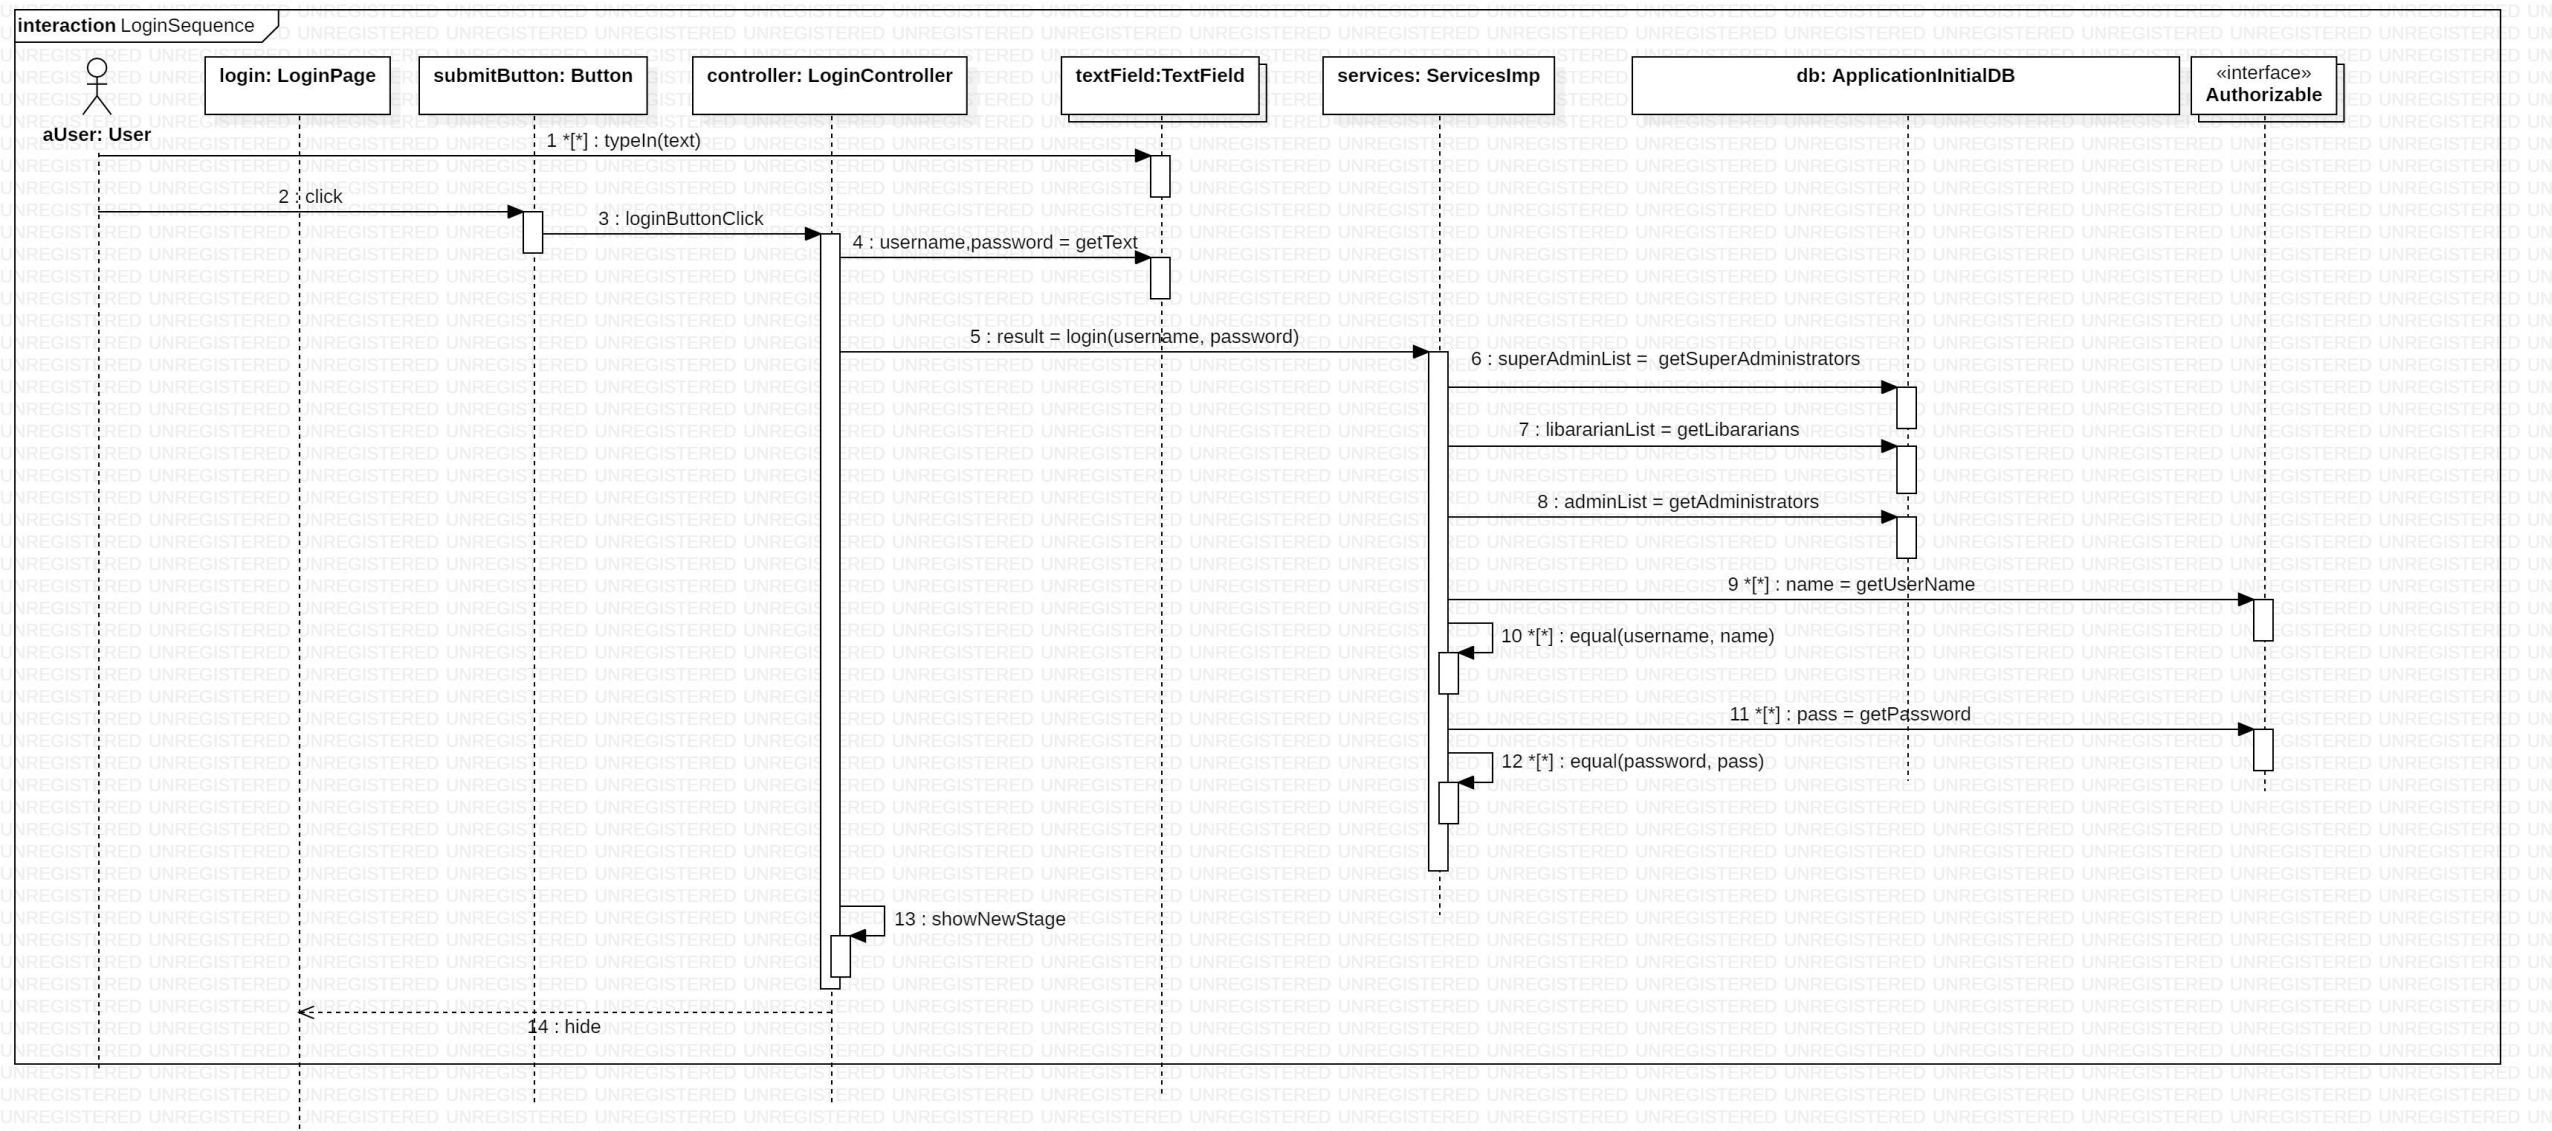 interaction LoginSequence
aUser: User
login: LoginPage
submitButton: Button
controller: LoginController
textField:TextField
services: ServicesImp
db: ApplicationInitialDB
«interface»
Authorizable
1 *[*] : typeIn(text)
2 : click
3 : loginButtonClick
4 : username,password = getText
5 : result = login(username, password)
6 : superAdminList =  getSuperAdministrators
7 : libararianList = getLibararians
8 : adminList = getAdministrators
9 *[*] : name = getUserName
10 *[*] : equal(username, name)
11 *[*] : pass = getPassword
12 *[*] : equal(password, pass)
13 : showNewStage
14 : hide
UNREGISTERED